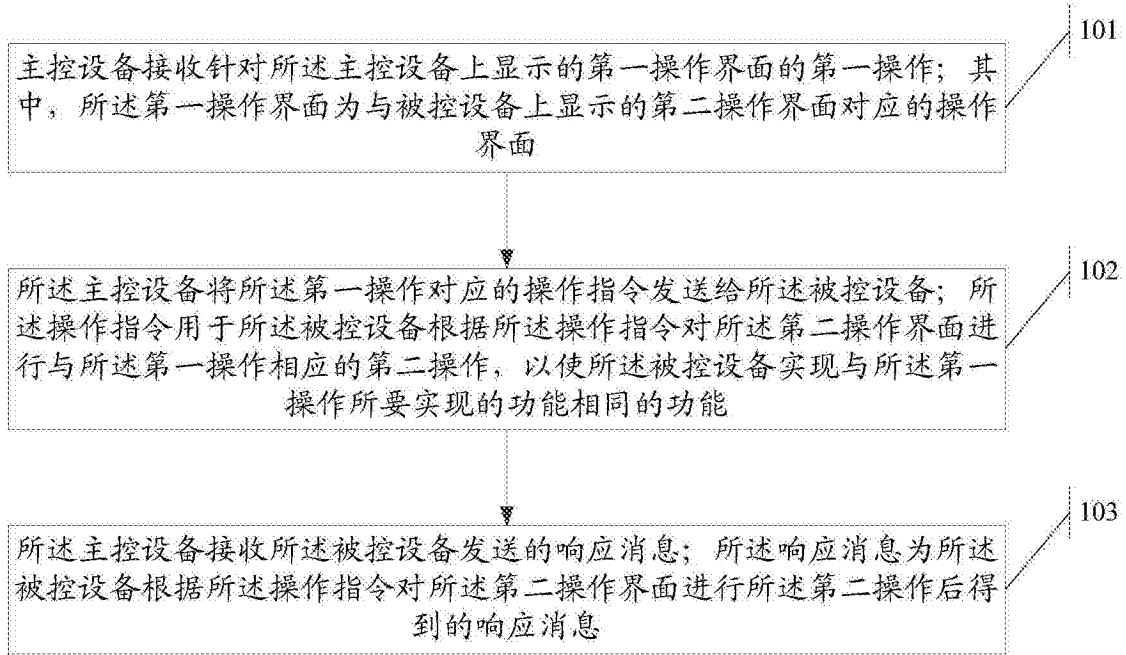 101
主控设备接收针对所述主控设备上显示的第一操作界面的第一操作；其
中，所述第一操作界面为与被控设备上显示的第二操作界面对应的操作
界面
102
所述主控设备将所述第一操作对应的操作指令发送给所述被控设备；所
述操作指令用于所述被控设备根据所述操作指令对所述第二操作界面进
行与所述第一操作相应的第二操作，以使所述被控设备实现与所述第一
操作所要实现的功能相同的功能
103
所述主控设备接收所述被控设备发送的响应消息；所述响应消息为所述
被控设备根据所述操作指令对所述第二操作界面进行所述第二操作后得
到的响应消息